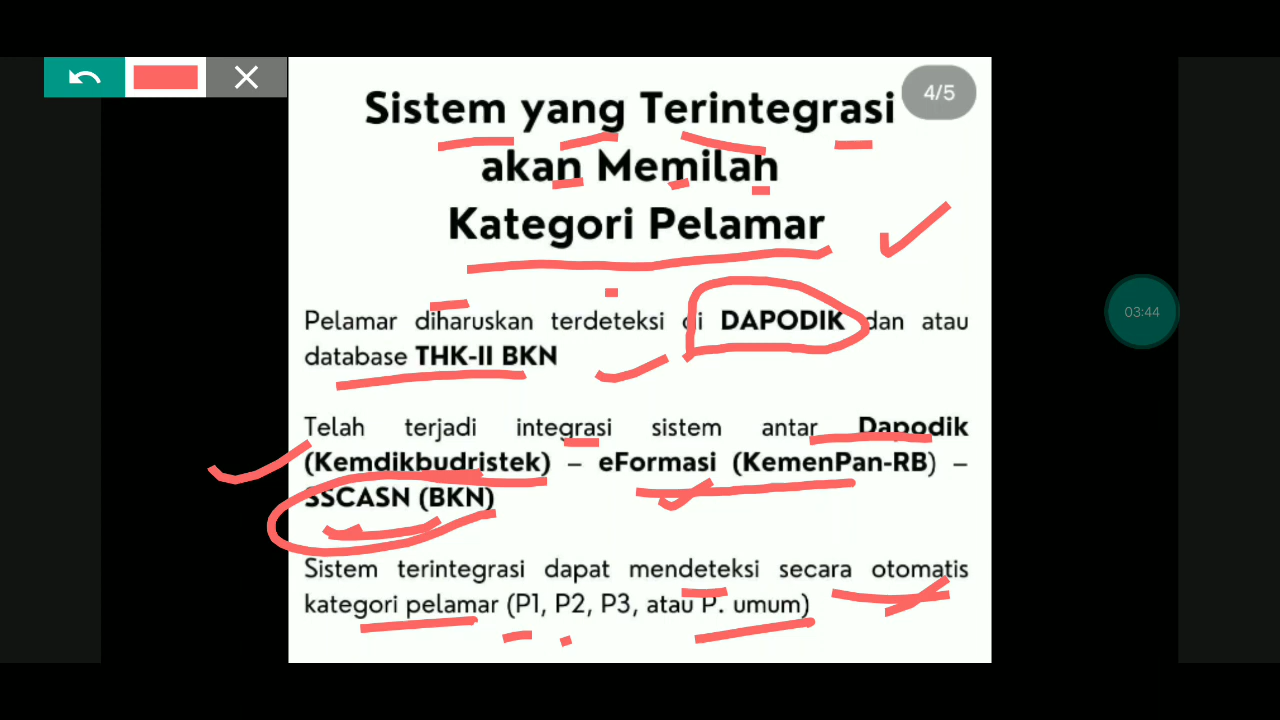 4/5
Sistem yang Terintegrasi
akan Memilah
Kategori Pelamar
Pelamar diharuskan terdeteksi di DAPODIK dan atau
database THK-II BKN
Telah terjadi integrasi sistem antar Dapodik
(Kemdikbudristek) – eFormasi (KemenPan-RB) –
SSCASN (BKN)
Sistem terintegrasi dapat mendeteksi secara otomatis
kategori pelamar (P1, P2, P3, atau P. umum)
03:44